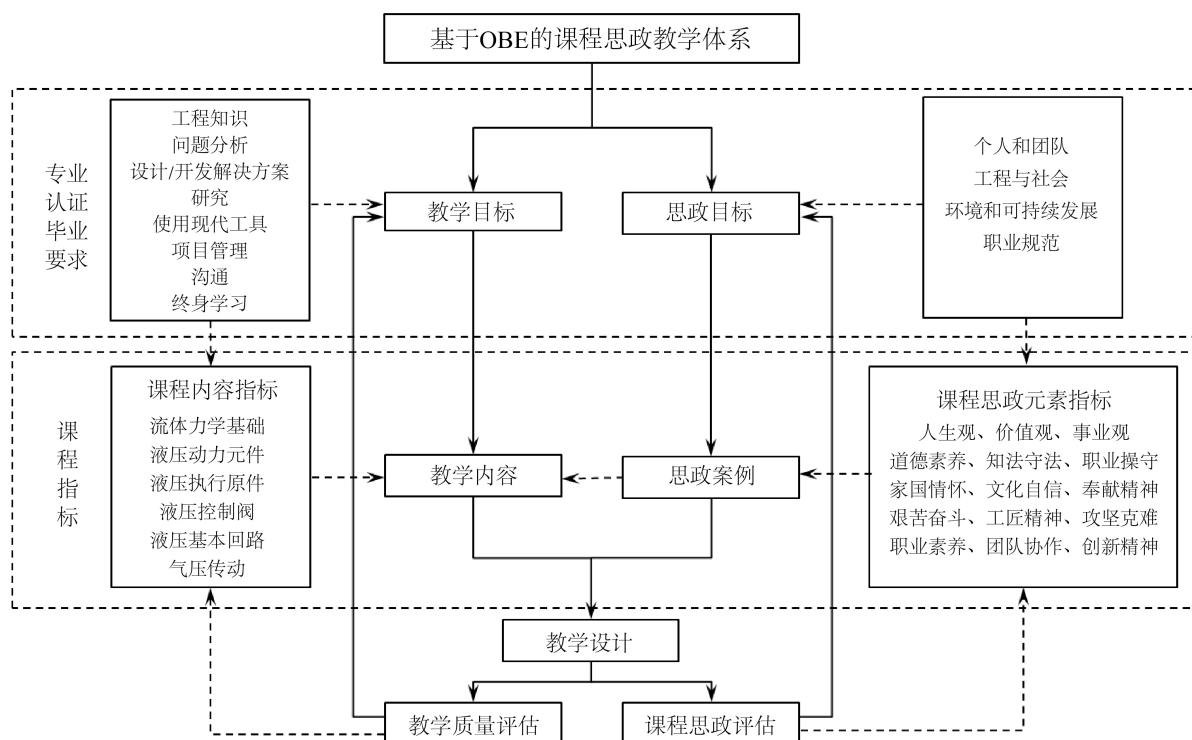 基于OBE的课程思政教学体系
专业
认证
毕业
要求
工程知识
问题分析
设计/开发解决方案
研究
使用现代工具
项目管理
沟通
终身学习
教学目标
思政目标
个人和团队
工程与社会
环境和可持续发展
职业规范
课
程
指
标
课程内容指标
流体力学基础
液压动力元件
液压执行原件
液压控制阀
液压基本回路
气压传动
教学内容
思政案例
课程思政元素指标
人生观、价值观、事业观
道德素养、知法守法、职业操守
家国情怀、文化自信、奉献精神
艰苦奋斗、工匠精神、攻坚克难
职业素养、团队协作、创新精神
教学设计
教学质量评估
课程思政评估